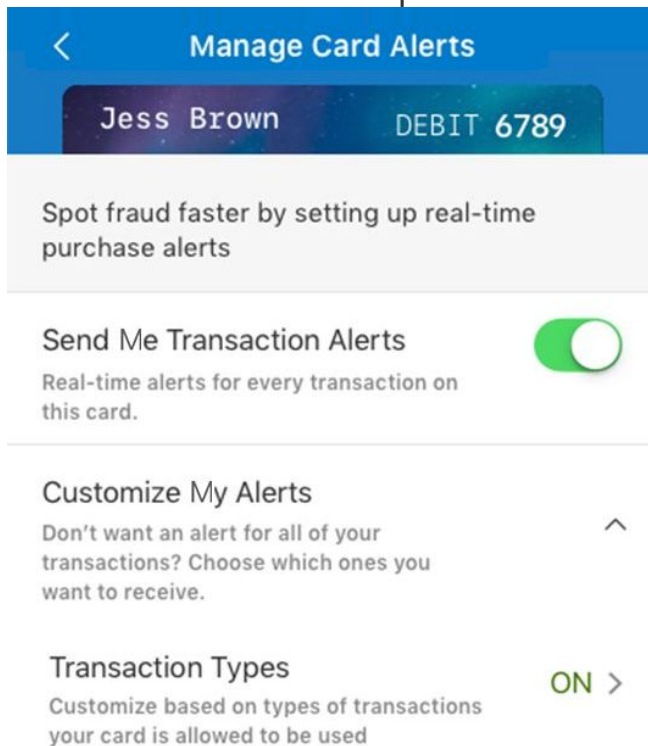 Manage Card Alerts
Jess Brown DEBIT 6789
Spot fraud faster by setting up real-time
purchase alerts
Send Me Transaction Alerts
Real-time alerts for every transaction on
this card.
Customize My Alerts
Don't want an alert for all of your
transactions? Choose which ones you
want to receive.
Transaction Types
ON
Customize based on types of transactions
your card is allowed to be used